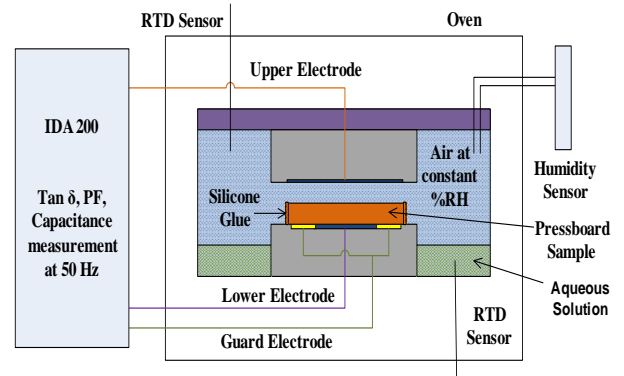 RTD Sensor
Oven
Upper Electrode
IDA 200
Tan δ, PF,
Capacitance
measurement
at 50 Hz
Air at
constant
%RH
Humidity
Sensor
Silicone
Glue
Pressboard
Sample
Lower Electrode
Guard Electrode
RTD
Sensor
Aqueous
Solution